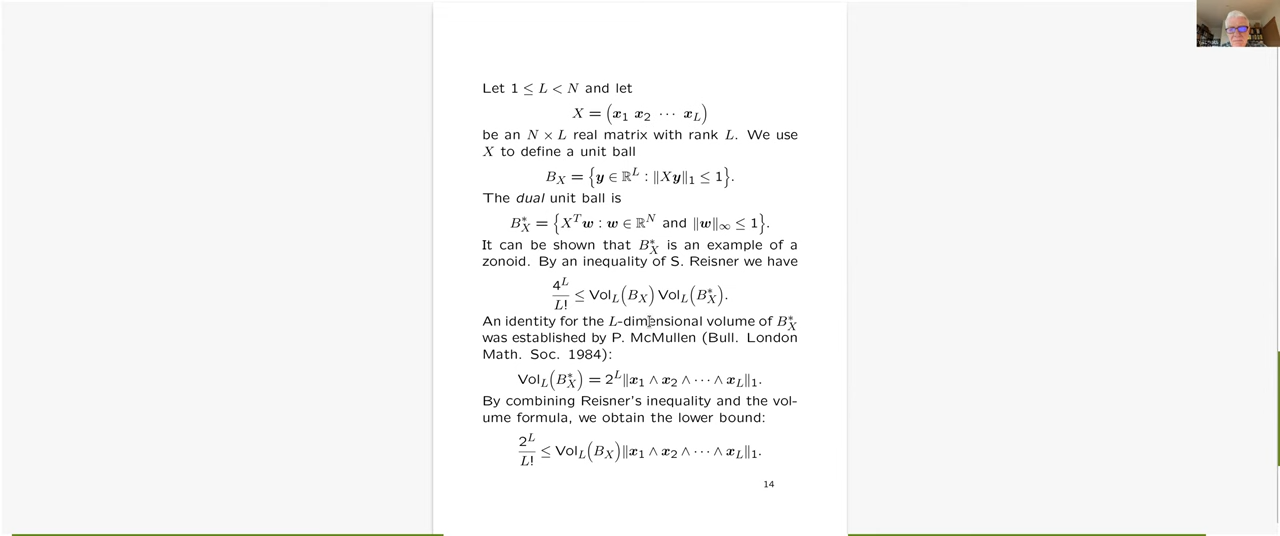 Let 1 ≤ L < N and let
X = (x₁ x₂ ··· x_L)
be an N × L real matrix with rank L. We use
X to define a unit ball
B_X = {y ∈ ℝ^L : ‖Xy‖₁ ≤ 1}.
The dual unit ball is
B*_X = {X^T w : w ∈ ℝ^N and ‖w‖_∞ ≤ 1}.
It can be shown that B*_X is an example of a
zonoid. By an inequality of S. Reisner we have
4^L/L! ≤ Vol_L(B_X) Vol_L(B*_X).
An identity for the L-dimensional volume of B*_X
was established by P. McMullen (Bull. London
Math. Soc. 1984):
Vol_L(B*_X) = 2^L‖x₁ ∧ x₂ ∧ ··· ∧ x_L‖₁.
By combining Reisner's inequality and the vol-
ume formula, we obtain the lower bound:
2^L/L! ≤ Vol_L(B_X)‖x₁ ∧ x₂ ∧ ··· ∧ x_L‖₁.
14